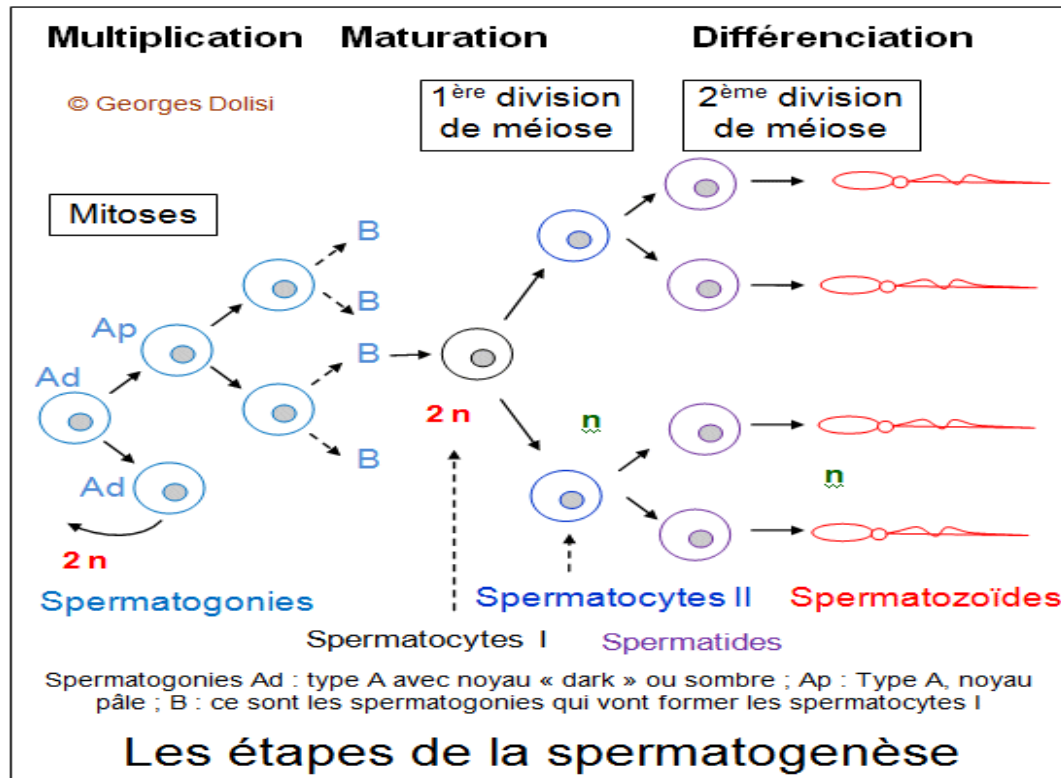 Multiplication Maturation Différenciation
© Georges Dolisi
1ère division
de méiose
2ème division
de méiose
Mitoses
B
B
Ap
B
Ad
2 n
n
B
Ad
n
2 n
Spermatogonies
Spermatocytes II
Spermatozoïdes
Spermatocytes I
Spermatides
Spermatogonies Ad : type A avec noyau « dark » ou sombre ; Ap : Type A, noyau
pâle ; B : ce sont les spermatogonies qui vont former les spermatocytes I
Les étapes de la spermatogenèse